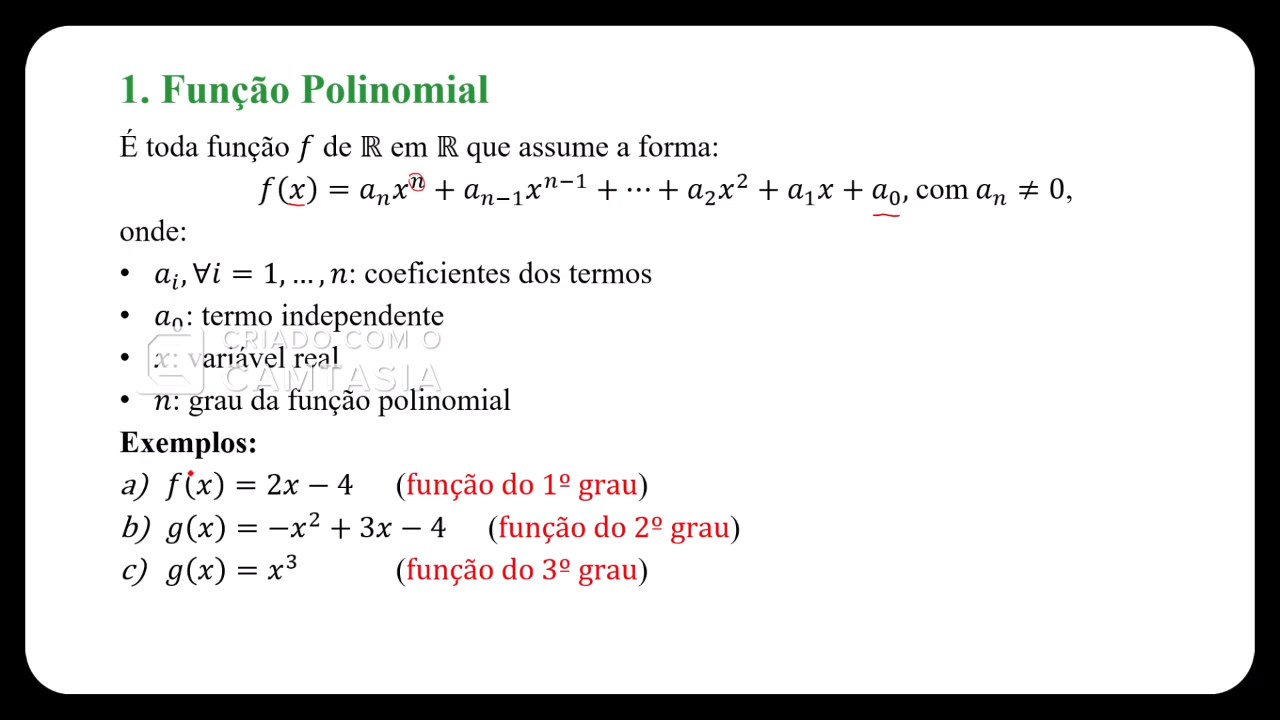 1. Função Polinomial
É toda função f de ℝ em ℝ que assume a forma:
f(x) = aₙxⁿ + aₙ₋₁xⁿ⁻¹ + ⋯ + a₂x² + a₁x + a₀, com aₙ ≠ 0,
onde:
• aᵢ, ∀i = 1, … , n: coeficientes dos termos
• a₀: termo independente
CRIADO COM O
• x: variável real
CAMTASIA
• n: grau da função polinomial
Exemplos:
a) f(x) = 2x − 4 (função do 1º grau)
b) g(x) = −x² + 3x − 4 (função do 2º grau)
c) g(x) = x³ (função do 3º grau)